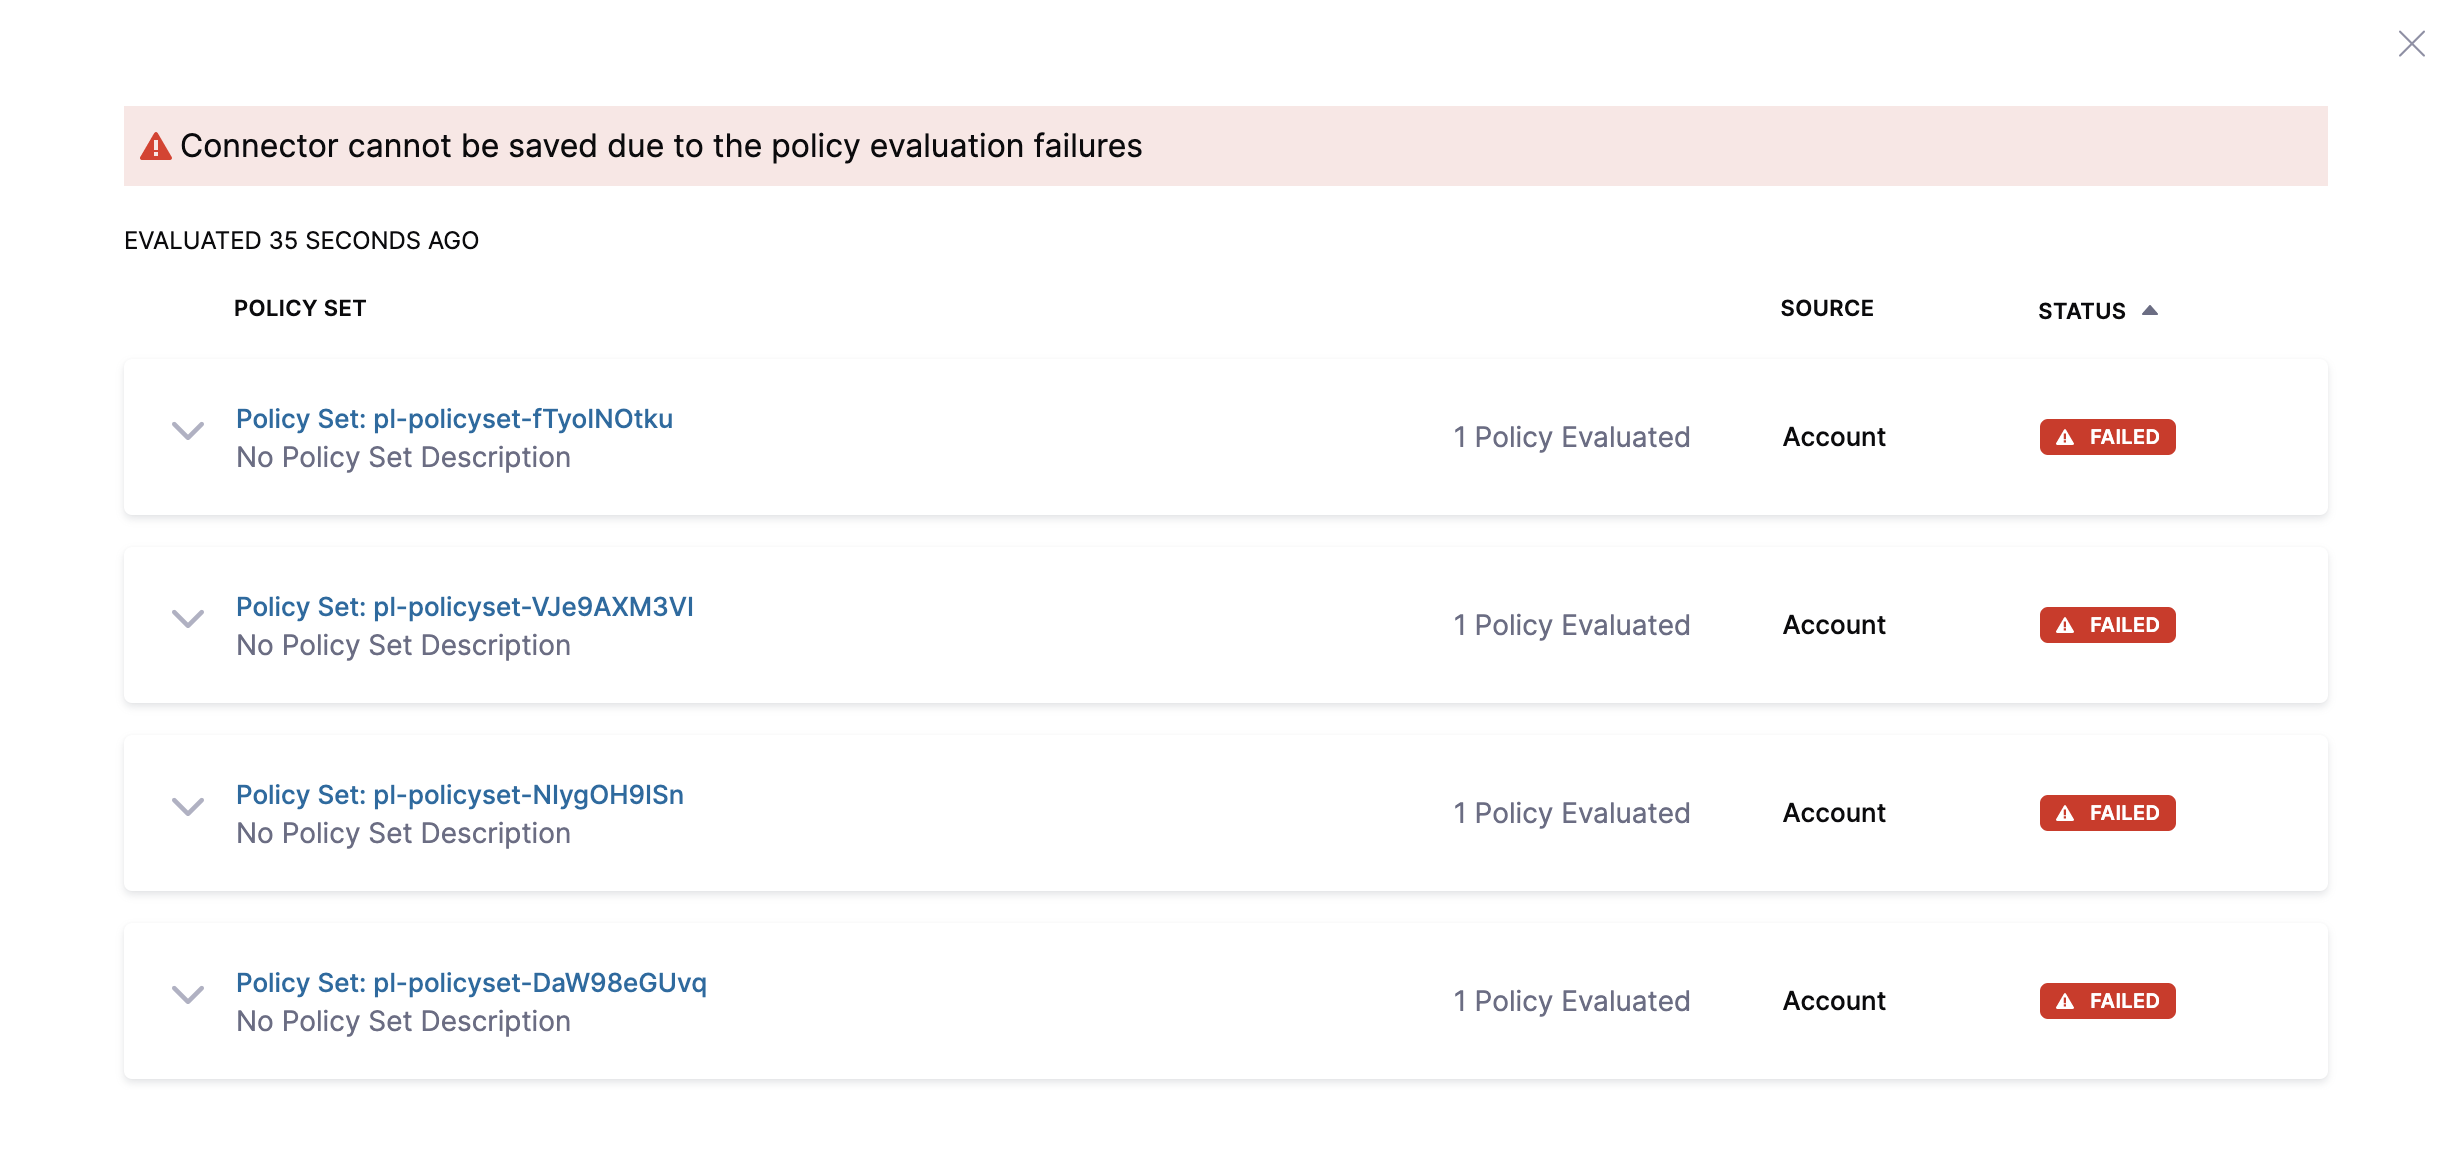 Connector cannot be saved due to the policy evaluation failures
EVALUATED 35 SECONDS AGO
POLICY SET SOURCE STATUS
Policy Set: pl-policyset-fTyoINOtku
No Policy Set Description
1 Policy Evaluated Account FAILED
Policy Set: pl-policyset-VJe9AXM3VI
No Policy Set Description
1 Policy Evaluated Account FAILED
Policy Set: pl-policyset-NIygOH9ISn
No Policy Set Description
1 Policy Evaluated Account FAILED
Policy Set: pl-policyset-DaW98eGUvq
No Policy Set Description
1 Policy Evaluated Account FAILED